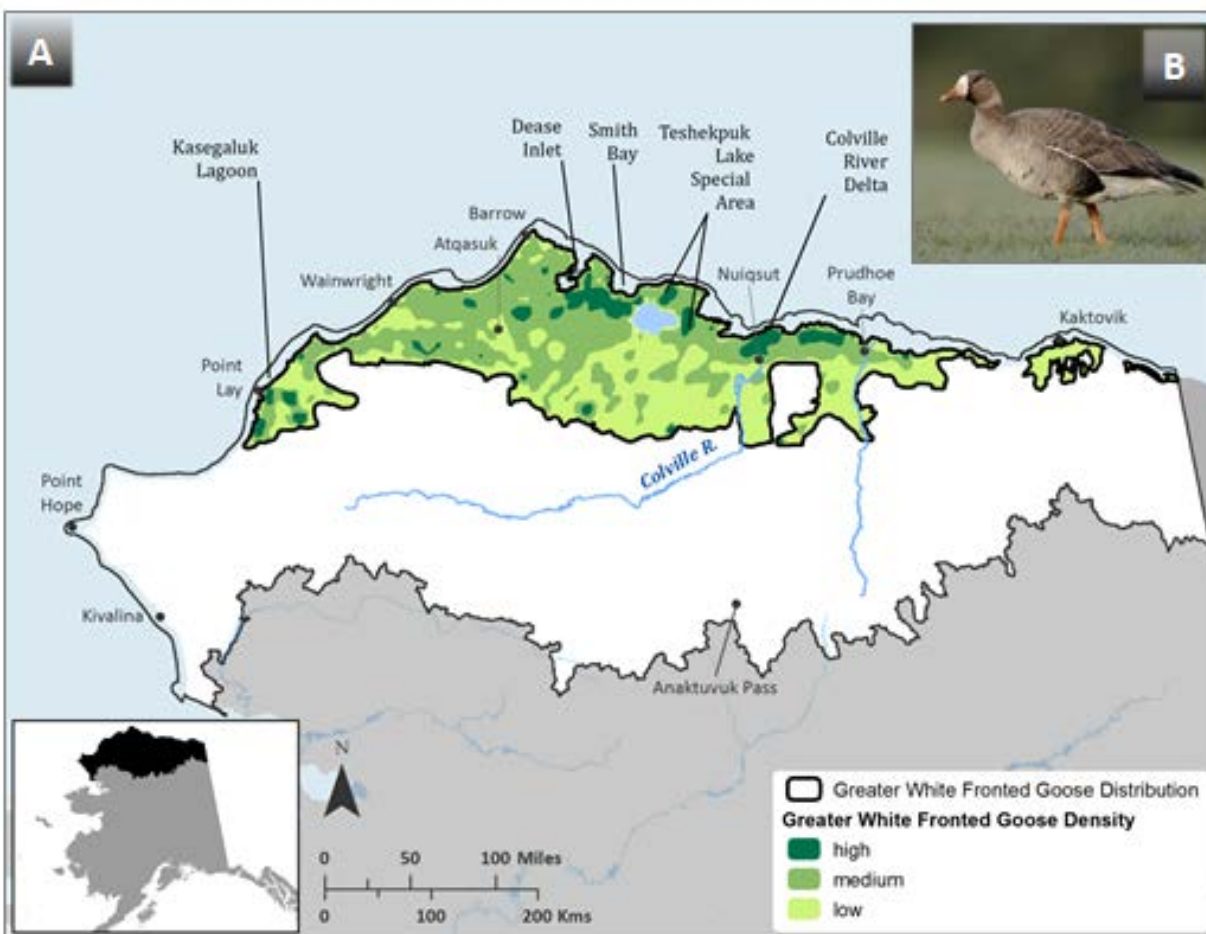 A
B
Dease
Inlet
Smith
Bay
Teshekpuk
Lake
Special
Area
Colville
River
Delta
Kasegaluk
Lagoon
Barrow
Atqasuk
Wainwright
Nuiqsut
Prudhoe
Bay
Kaktovik
Point
Lay
Colville R.
Point
Hope
Kivalina
Anaktuvuk Pass
N
0 50 100 Miles
0 100 200 Kms
Greater White Fronted Goose Distribution
Greater White Fronted Goose Density
high
medium
low